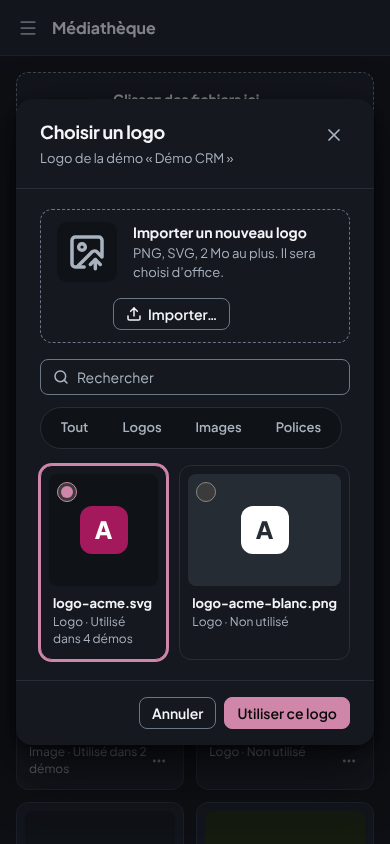 Médiathèque
Choisir un logo
Logo de la démo « Démo CRM »
Importer un nouveau logo
PNG, SVG, 2 Mo au plus. Il sera
choisi d’office.
Importer…
Rechercher
Tout Logos Images Polices
A A
logo-acme.svg logo-acme-blanc.png
Logo · Utilisé Logo · Non utilisé
dans 4 démos
Annuler Utiliser ce logo
Image · Utilisé dans 2 Logo · Non utilisé
démos